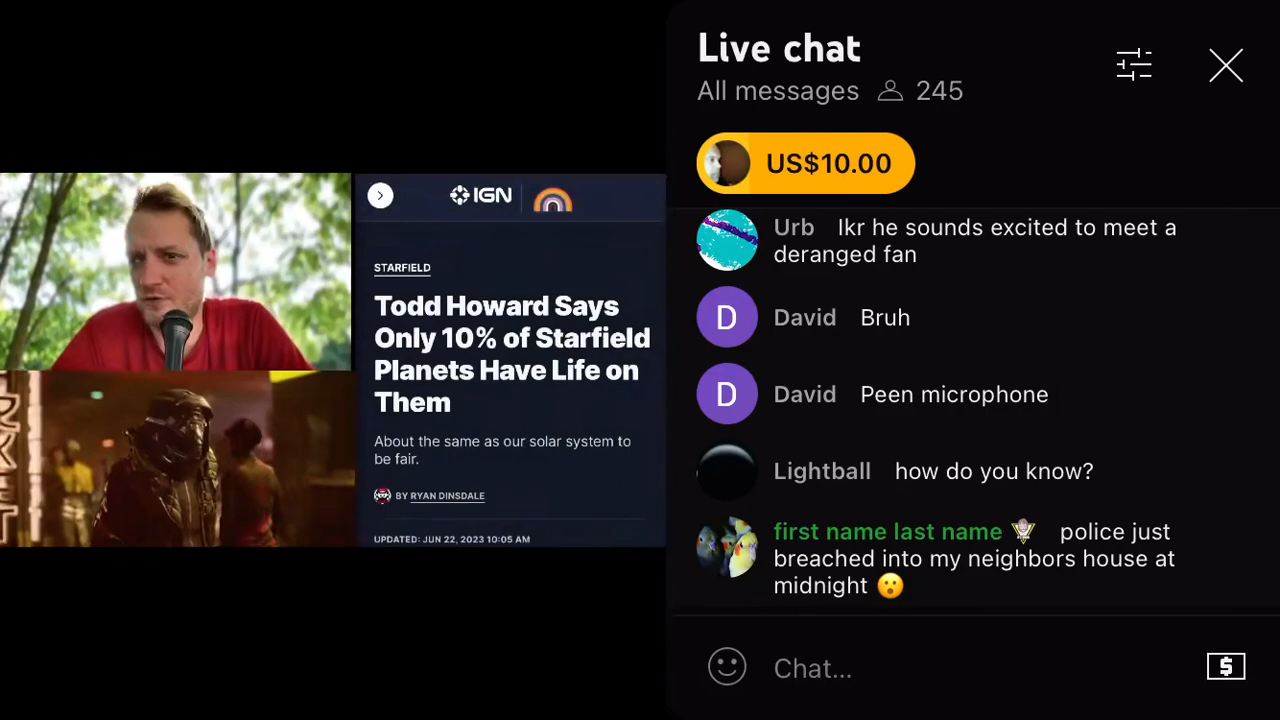 IGN
STARFIELD
Todd Howard Says
Only 10% of Starfield
Planets Have Life on
Them
About the same as our solar system to
be fair.
BY RYAN DINSDALE
UPDATED: JUN 22, 2023 10:05 AM
Live chat
All messages 245
US$10.00
Urb Ikr he sounds excited to meet a
deranged fan
D David Bruh
D David Peen microphone
Lightball how do you know?
first name last name police just
breached into my neighbors house at
midnight 😮
Chat...
$